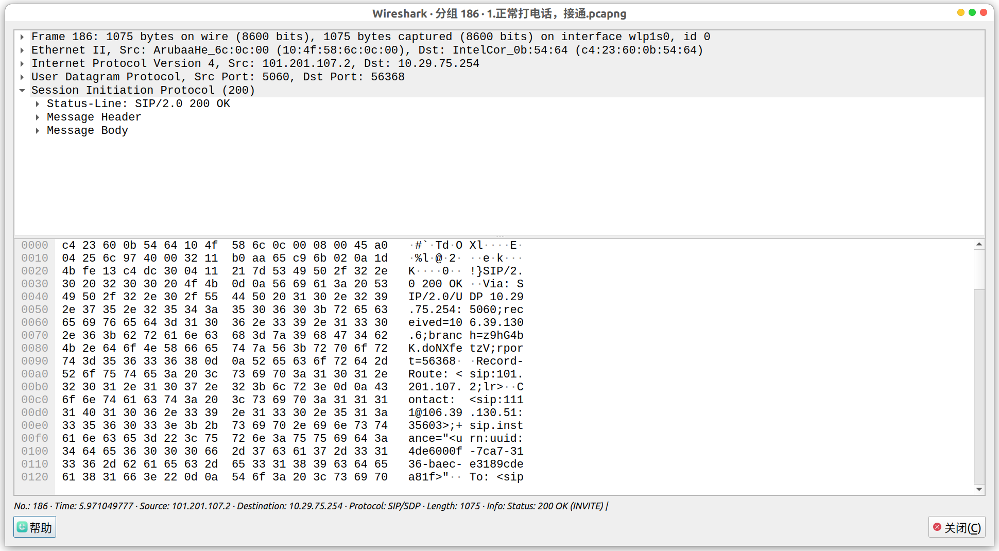 Wireshark · 分组 186 · 1.正常打电话，接通.pcapng
Frame 186: 1075 bytes on wire (8600 bits), 1075 bytes captured (8600 bits) on interface wlp1s0, id 0
Ethernet II, Src: ArubaaHe_6c:0c:00 (10:4f:58:6c:0c:00), Dst: IntelCor_0b:54:64 (c4:23:60:0b:54:64)
Internet Protocol Version 4, Src: 101.201.107.2, Dst: 10.29.75.254
User Datagram Protocol, Src Port: 5060, Dst Port: 56368
Session Initiation Protocol (200)
Status-Line: SIP/2.0 200 OK
Message Header
Message Body
0000 c4 23 60 0b 54 64 10 4f 58 6c 0c 00 08 00 45 a0 ·#`·Td·O Xl····E·
0010 04 25 6c 97 40 00 32 11 b0 aa 65 c9 6b 02 0a 1d ·%l·@·2· ··e·k···
0020 4b fe 13 c4 dc 30 04 11 21 7d 53 49 50 2f 32 2e K····0·· !}SIP/2.
0030 30 20 32 30 30 20 4f 4b 0d 0a 56 69 61 3a 20 53 0 200 OK ··Via: S
0040 49 50 2f 32 2e 30 2f 55 44 50 20 31 30 2e 32 39 IP/2.0/U DP 10.29
0050 2e 37 35 2e 32 35 34 3a 35 30 36 30 3b 72 65 63 .75.254: 5060;rec
0060 65 69 76 65 64 3d 31 30 36 2e 33 39 2e 31 33 30 eived=10 6.39.130
0070 2e 36 3b 62 72 61 6e 63 68 3d 7a 39 68 47 34 62 .6;branc h=z9hG4b
0080 4b 2e 64 6f 4e 58 66 65 74 7a 56 3b 72 70 6f 72 K.doNXfe tzV;rpor
0090 74 3d 35 36 33 36 38 0d 0a 52 65 63 6f 72 64 2d t=56368· ·Record-
00a0 52 6f 75 74 65 3a 20 3c 73 69 70 3a 31 30 31 2e Route: < sip:101.
00b0 32 30 31 2e 31 30 37 2e 32 3b 6c 72 3e 0d 0a 43 201.107. 2;lr>··C
00c0 6f 6e 74 61 63 74 3a 20 3c 73 69 70 3a 31 31 31 ontact: <sip:111
00d0 31 40 31 30 36 2e 33 39 2e 31 33 30 2e 35 31 3a 1@106.39 .130.51:
00e0 33 35 36 30 33 3e 3b 2b 73 69 70 2e 69 6e 73 74 35603>;+ sip.inst
00f0 61 6e 63 65 3d 22 3c 75 72 6e 3a 75 75 69 64 3a ance="<u rn:uuid:
0100 34 64 65 36 30 30 30 66 2d 37 63 61 37 2d 33 31 4de6000f -7ca7-31
0110 33 36 2d 62 61 65 63 2d 65 33 31 38 39 63 64 65 36-baec- e3189cde
0120 61 38 31 66 3e 22 0d 0a 54 6f 3a 20 3c 73 69 70 a81f>"·· To: <sip
No.: 186 · Time: 5.971049777 · Source: 101.201.107.2 · Destination: 10.29.75.254 · Protocol: SIP/SDP · Length: 1075 · Info: Status: 200 OK (INVITE) |
帮助
关闭(C)